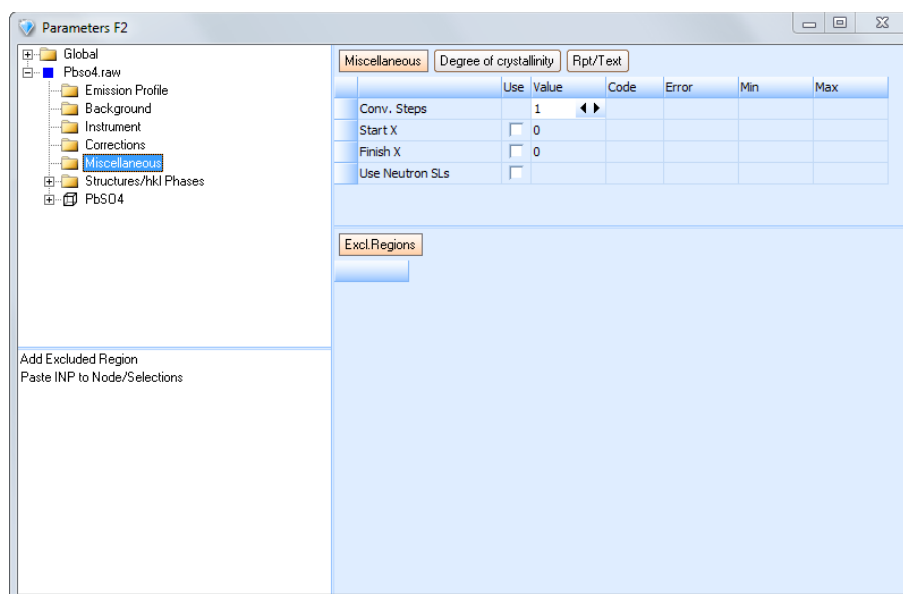 Parameters F2
Global
Pbso4.raw
Emission Profile
Background
Instrument
Corrections
Miscellaneous
Structures/hkl Phases
PbSO4
Add Excluded Region
Paste INP to Node/Selections
Miscellaneous Degree of crystallinity Rpt/Text
Use Value Code Error Min Max
Conv. Steps 1
Start X 0
Finish X 0
Use Neutron SLs
Excl.Regions